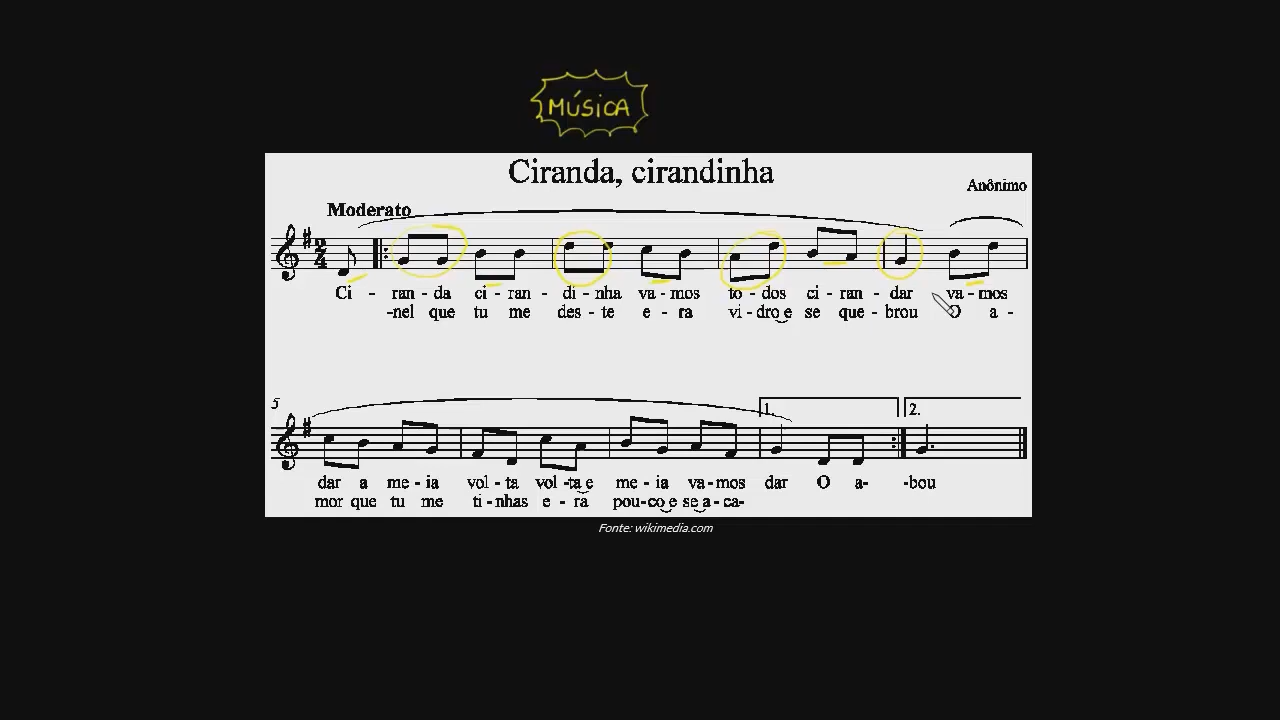 MÚSICA
Ciranda, cirandinha
Anônimo
Moderato
2
4
Ci - ran - da ci - ran - di - nha va - mos to - dos ci - ran - dar va - mos
-nel que tu me des - te e - ra vi - dro e se que - brou O a -
5
1.
2.
dar a me - ia vol - ta vol - ta e me - ia va - mos dar O a- -bou
mor que tu me ti - nhas e - ra pou - co e se a - ca-
Fonte: wikimedia.com